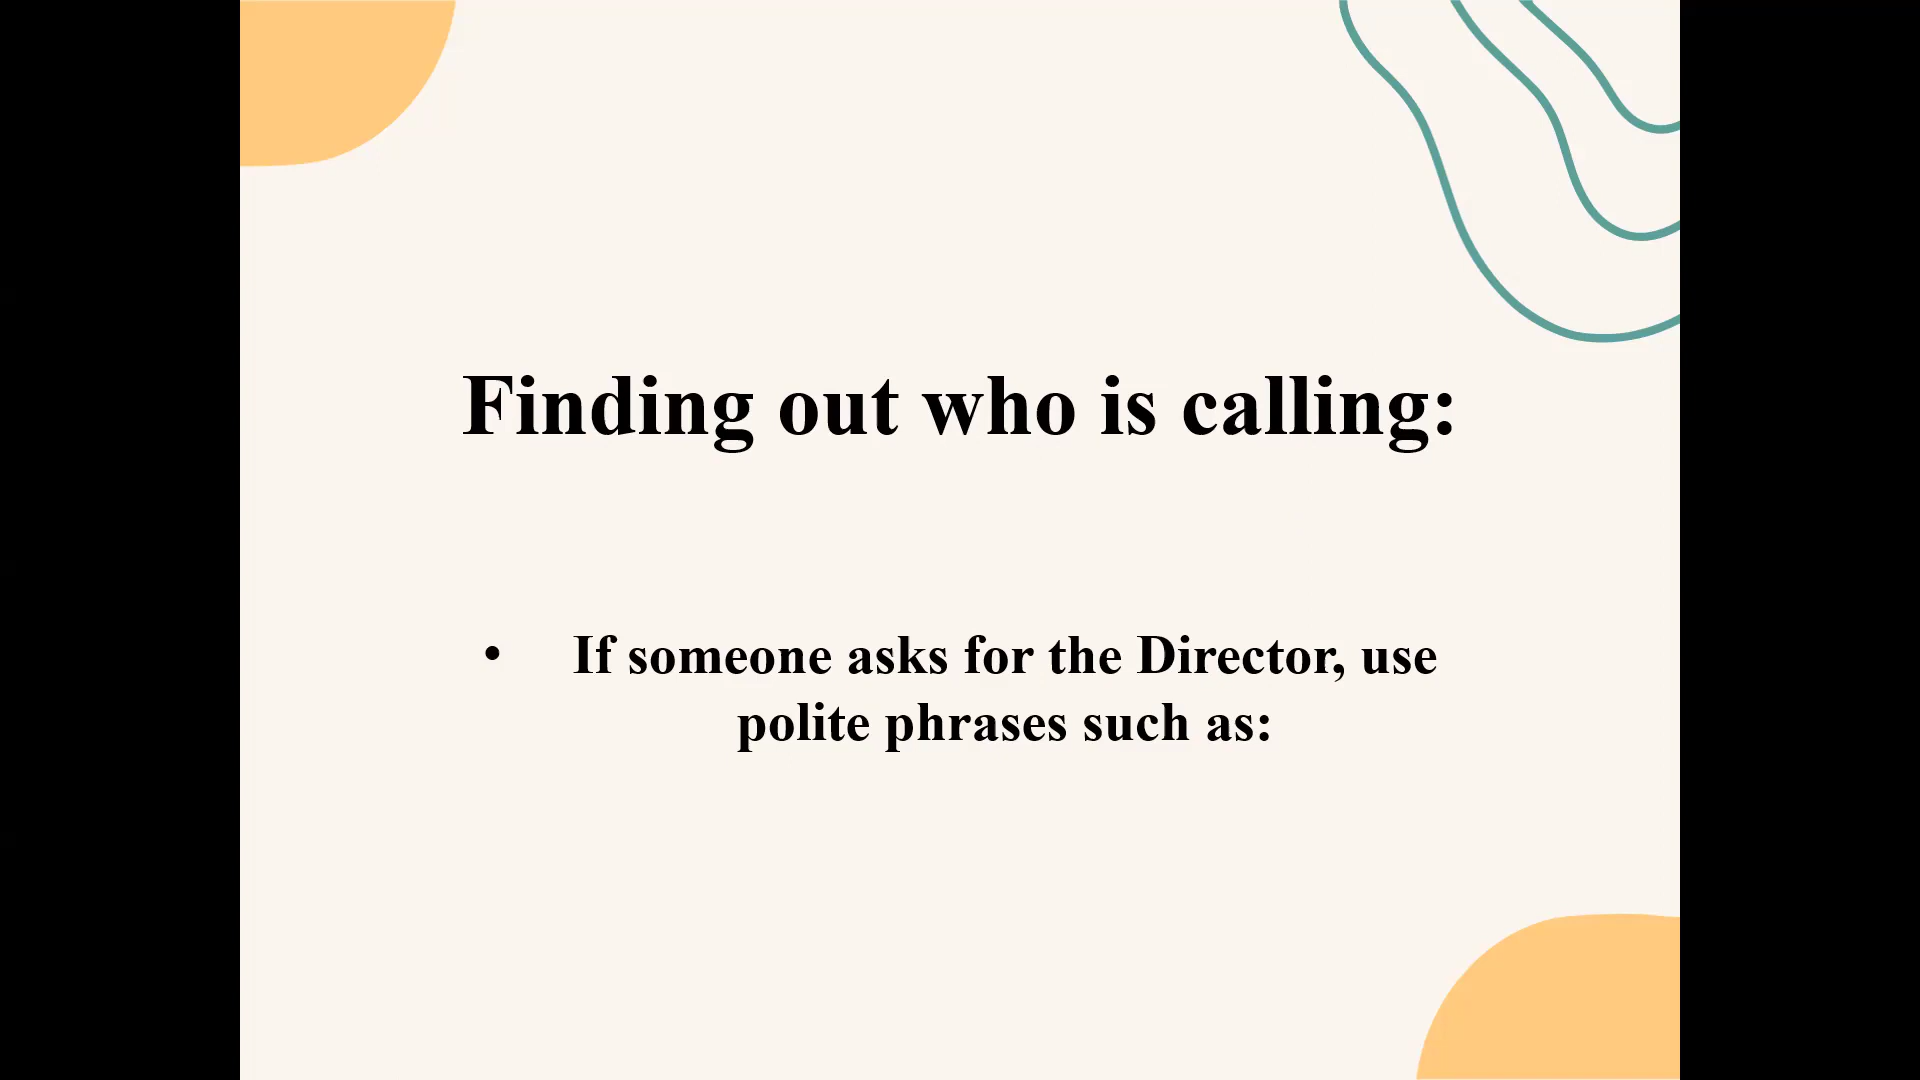 Finding out who is calling:
• If someone asks for the Director, use
polite phrases such as: